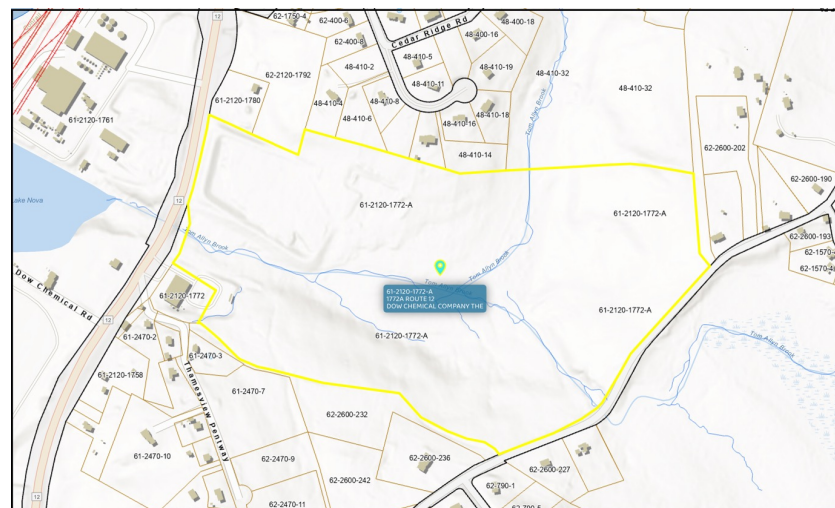 12
62-1750-4
62-400-6
62-400-8
Cedar Ridge Rd
48-400-18
48-400-16
48-410-5
48-410-2
48-410-19
48-410-32
62-2120-1792
48-410-11
48-410-32
61-2120-1780
48-410-4
48-410-8
48-410-18
48-410-6
48-410-16
61-2120-1761
48-410-14
Tom Allyn Brook
62-2600-202
62-2600-190
12
61-2120-1772-A
61-2120-1772-A
Tom Allyn Brook
62-2600-193
62-1570-4
Tom Allyn Brook
Dow Chemical Rd
61-2120-1772
61-2120-1772-A
1772A ROUTE 12
DOW CHEMICAL COMPANY THE
61-2120-1772-A
61-2120-1772-A
61-2470-2
61-2470-3
Tom Allyn Brook
61-2120-1758
Thamesview Pentway
61-2470-7
62-2600-232
61-2470-10
62-2470-9
62-2600-236
62-2600-227
62-2600-242
62-790-1
12
62-2470-11